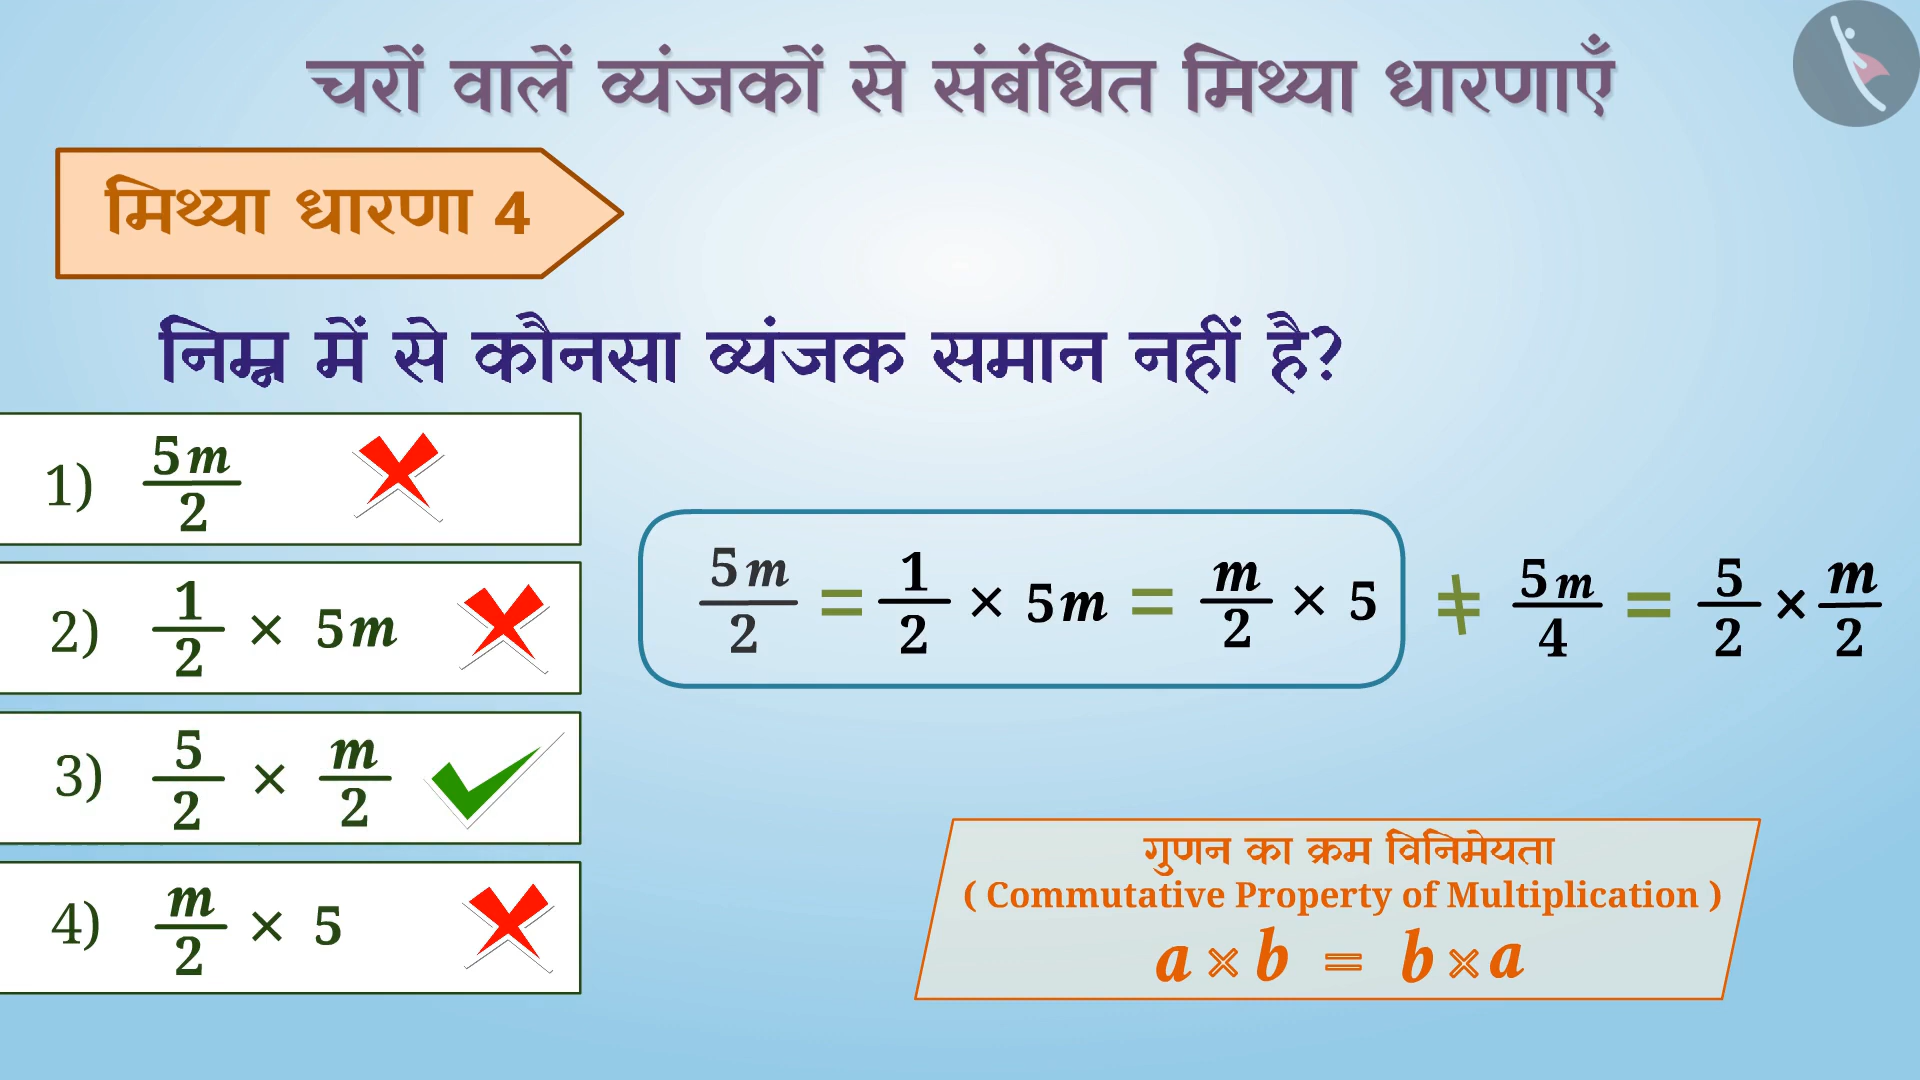 चरों वालें व्यंजकों से संबंधित मिथ्या धारणाएँ
मिथ्या धारणा 4
निम्न में से कौनसा व्यंजक समान नहीं है?
1) 5m/2
2) 1/2 × 5m
3) 5/2 × m/2
4) m/2 × 5
5m/2 = 1/2 × 5m = m/2 × 5 ≠ 5m/4 = 5/2 × m/2
गुणन का क्रम विनिमेयता
( Commutative Property of Multiplication )
a × b = b × a